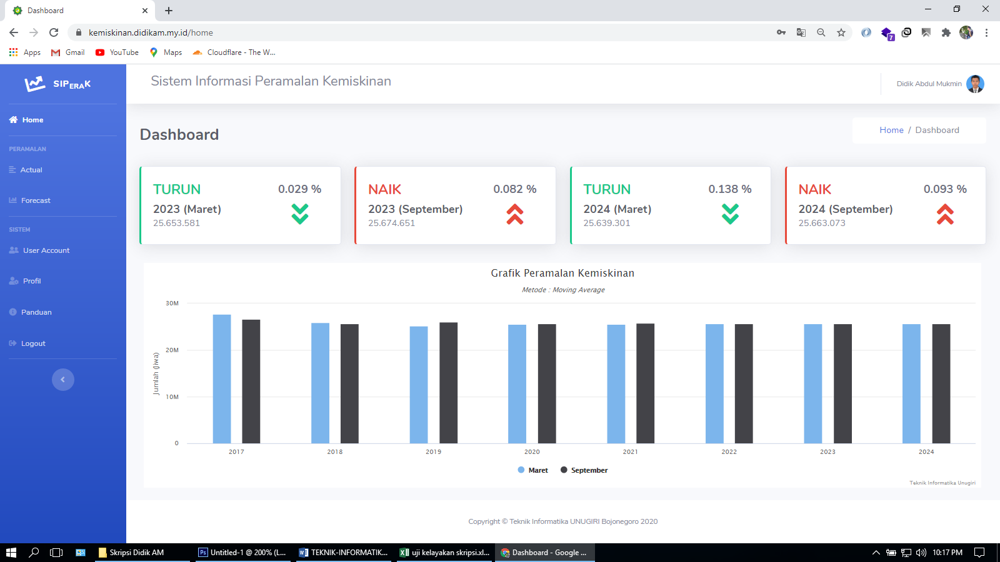 Dashboard
kemiskinan.didikam.my.id/home
7
Apps
Gmail
YouTube
Maps
Cloudflare - The W...
SIPERAK
Home
PERAMALAN
Actual
Forecast
SISTEM
User Account
Profil
Panduan
Logout
Sistem Informasi Peramalan Kemiskinan
Didik Abdul Mukmin
Dashboard
Home / Dashboard
TURUN 0.029 %
2023 (Maret)
25.653.581
NAIK 0.082 %
2023 (September)
25.674.651
TURUN 0.138 %
2024 (Maret)
25.639.301
NAIK 0.093 %
2024 (September)
25.663.073
Grafik Peramalan Kemiskinan
Metode : Moving Average
Jumlah (Jiwa)
30M
20M
10M
0
2017 2018 2019 2020 2021 2022 2023 2024
Maret September
Teknik Informatika Unugiri
Copyright © Teknik Informatika UNUGIRI Bojonegoro 2020
Skripsi Didik AM
Ps Untitled-1 @ 200% (L...
TEKNIK-INFORMATIK...
uji kelayakan skripsi.xl...
Dashboard - Google ...
10:17 PM